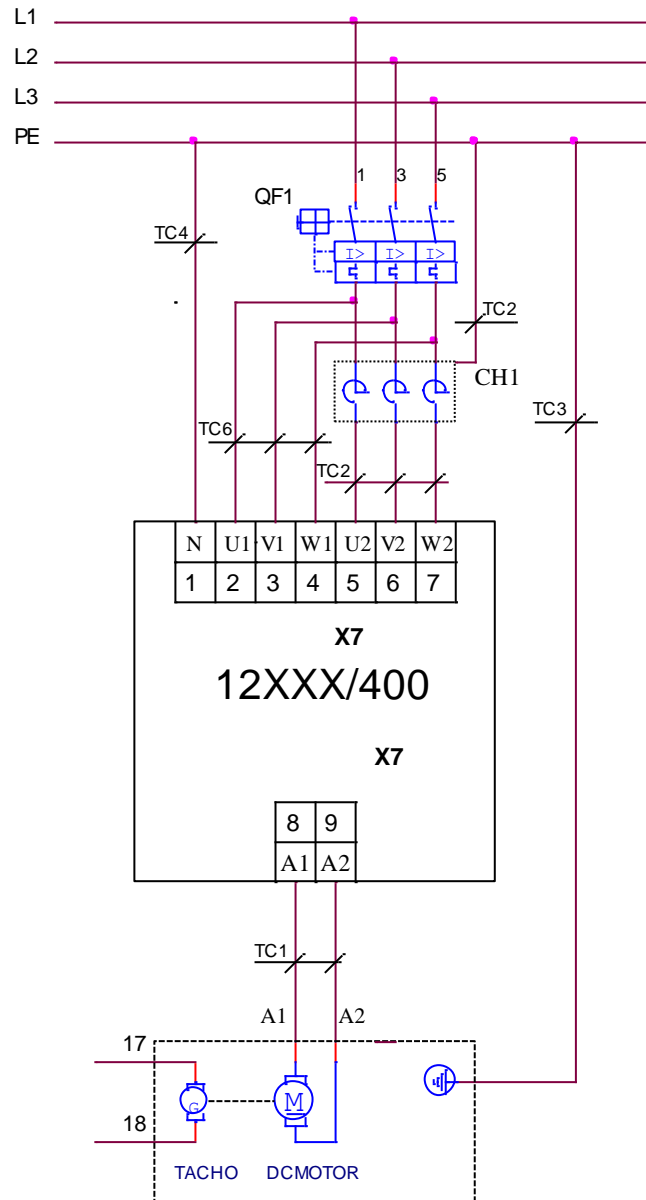 L1
L2
L3
PE
1 3 5
QF1
TC4
I> I> I>
TC2
CH1
TC3
TC6
TC2
N U1 V1 W1 U2 V2 W2
1 2 3 4 5 6 7
X7
12XXX/400
X7
8 9
A1 A2
TC1
A1 A2
17
G M
18
TACHO DCMOTOR